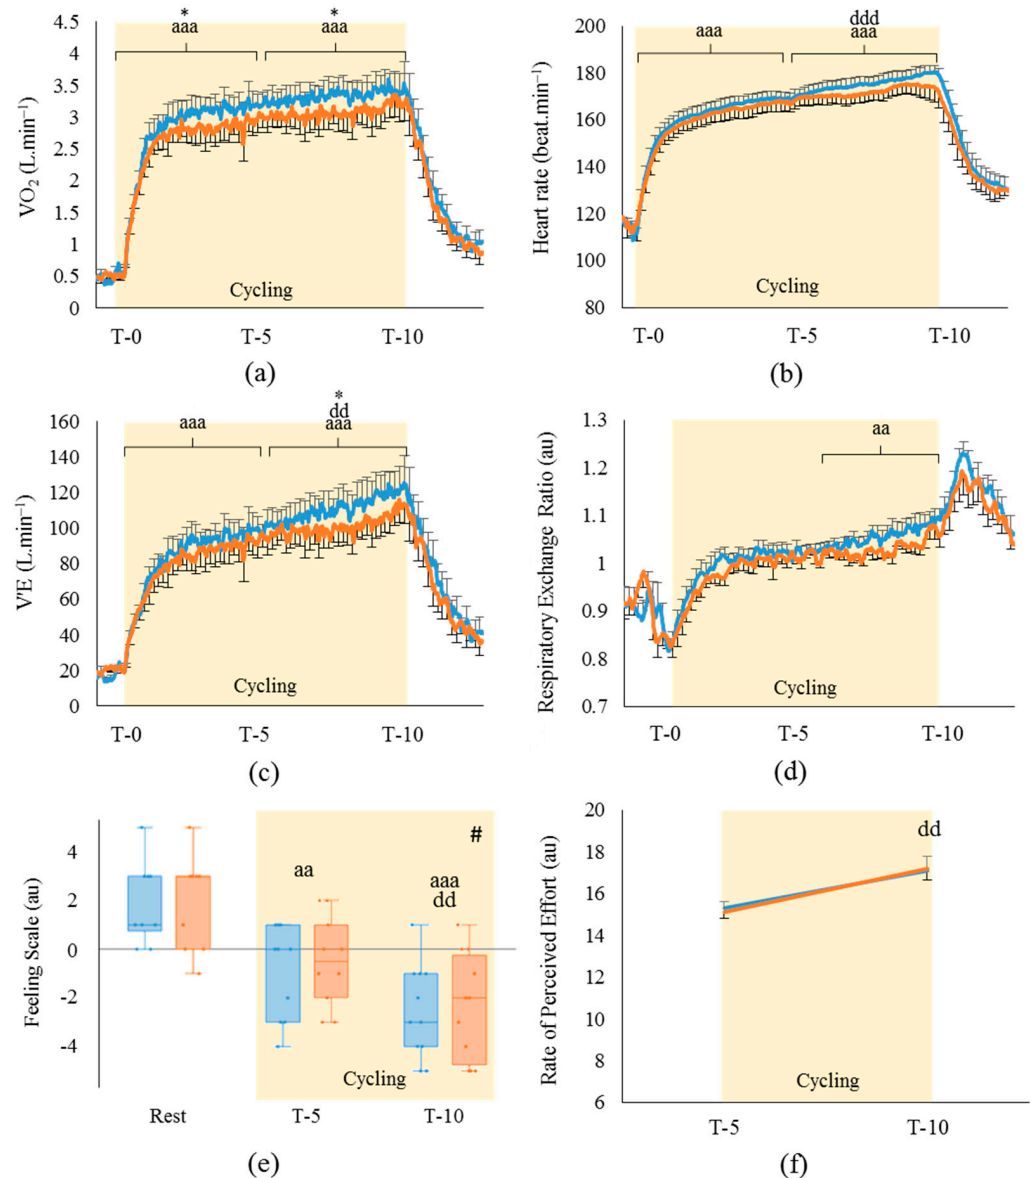 * *
aaa aaa
4.5
4
3.5
3
2.5
2
1.5
1
0.5
0
VO2 (L.min−1)
Cycling
T-0 T-5 T-10
(a)
ddd
aaa aaa
200
180
160
140
120
100
80
Heart rate (beat.min−1)
Cycling
T-0 T-5 T-10
(b)
*
dd
aaa aaa
160
140
120
100
80
60
40
20
0
V'E (L.min−1)
Cycling
T-0 T-5 T-10
(c)
aa
1.3
1.2
1.1
1
0.9
0.8
0.7
Respiratory Exchange Ratio (au)
Cycling
T-0 T-5 T-10
(d)
#
aa aaa
dd
4
2
0
-2
-4
Feeling Scale (au)
Cycling
Rest T-5 T-10
(e)
dd
20
18
16
14
12
10
8
6
Rate of Perceived Effort (au)
Cycling
T-5 T-10
(f)